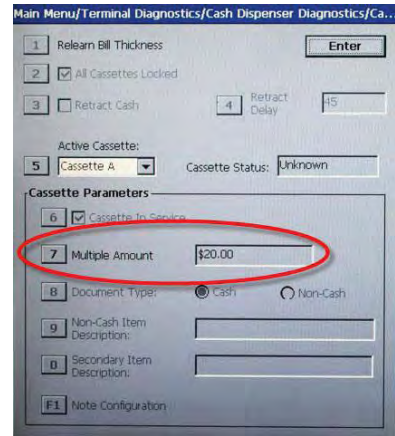 Main Menu/Terminal Diagnostics/Cash Dispenser Diagnostics/Ca...
1 Relearn Bill Thickness Enter
2 All Cassettes Locked
3 Retract Cash 4 Retract Delay 45
Active Cassette:
5 Cassette A Cassette Status: Unknown
Cassette Parameters
6 Cassette In Service
7 Multiple Amount $20.00
8 Document Type: Cash Non-Cash
9 Non-Cash Item Description:
0 Secondary Item Description:
F1 Note Configuration